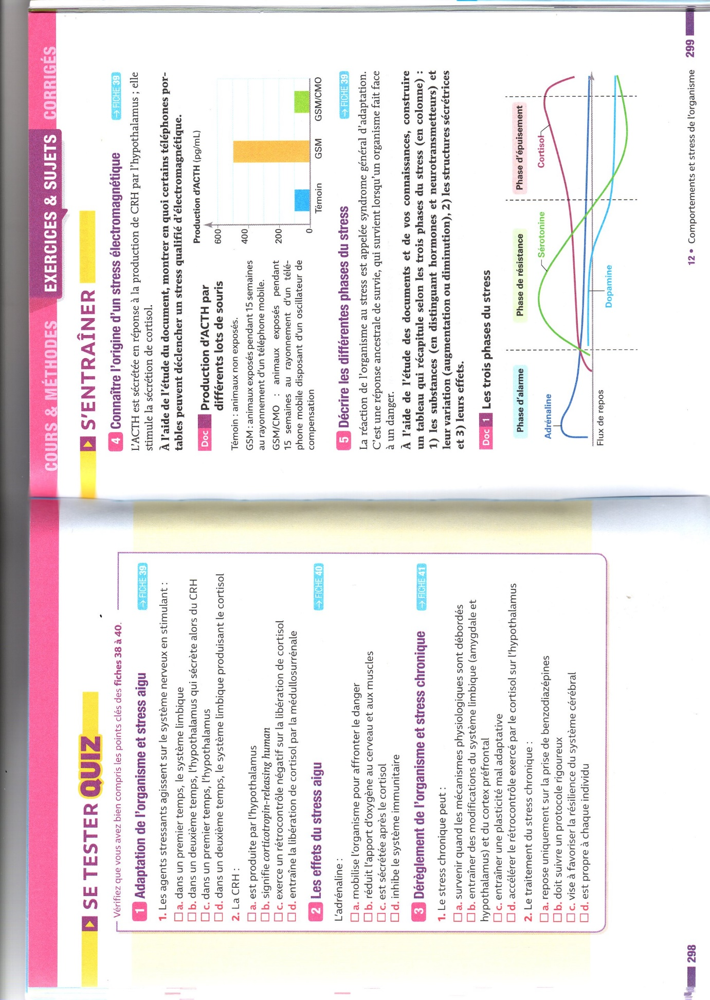 SE TESTER QUIZ
Vérifiez que vous avez bien compris les points clés des fiches 38 à 40.
1 Adaptation de l'organisme et stress aigu → FICHE 39
1. Les agents stressants agissent sur le système nerveux en stimulant :
a. dans un premier temps, le système limbique
b. dans un deuxième temps, l'hypothalamus qui sécrète alors du CRH
c. dans un premier temps, l'hypothalamus
d. dans un deuxième temps, le système limbique produisant le cortisol
2. La CRH :
a. est produite par l'hypothalamus
b. signifie corticotropin-releasing human
c. exerce un rétrocontrôle négatif sur la libération de cortisol
d. entraîne la libération de cortisol par la médullosurrénale
2 Les effets du stress aigu → FICHE 40
L'adrénaline :
a. mobilise l'organisme pour affronter le danger
b. réduit l'apport d'oxygène au cerveau et aux muscles
c. est sécrétée après le cortisol
d. inhibe le système immunitaire
3 Dérèglement de l'organisme et stress chronique → FICHE 41
1. Le stress chronique peut :
a. survenir quand les mécanismes physiologiques sont débordés
b. entraîner des modifications du système limbique (amygdale et
hypothalamus) et du cortex préfrontal
c. entraîner une plasticité mal adaptative
d. accélérer le rétrocontrôle exercé par le cortisol sur l'hypothalamus
2. Le traitement du stress chronique :
a. repose uniquement sur la prise de benzodiazépines
b. doit suivre un protocole rigoureux
c. vise à favoriser la résilience du système cérébral
d. est propre à chaque individu
298
COURS & MÉTHODES EXERCICES & SUJETS CORRIGÉS
S'ENTRAÎNER
4 Connaître l'origine d'un stress électromagnétique → FICHE 39
L'ACTH est sécrétée en réponse à la production de CRH par l'hypothalamus ; elle
stimule la sécrétion de cortisol.
À l'aide de l'étude du document, montrer en quoi certains téléphones por-
tables peuvent déclencher un stress qualifié d'électromagnétique.
Doc Production d'ACTH par
différents lots de souris
Témoin : animaux non exposés.
GSM : animaux exposés pendant 15 semaines
au rayonnement d'un téléphone mobile.
GSM/CMO : animaux exposés pendant
15 semaines au rayonnement d'un télé-
phone mobile disposant d'un oscillateur de
compensation
Production d'ACTH (pg/mL)
600
400
200
0
Témoin GSM GSM/CMO
5 Décrire les différentes phases du stress → FICHE 39
La réaction de l'organisme au stress est appelée syndrome général d'adaptation.
C'est une réponse ancestrale de survie, qui survient lorsqu'un organisme fait face
à un danger.
À l'aide de l'étude des documents et de vos connaissances, construire
un tableau qui récapitule selon les trois phases du stress (en colonne) :
1) les substances (en distinguant hormones et neurotransmetteurs) et
leur variation (augmentation ou diminution), 2) les structures sécrétrices
et 3) leurs effets.
Doc 1 Les trois phases du stress
Phase d'alarme Phase de résistance Phase d'épuisement
Adrénaline
Sérotonine
Cortisol
Dopamine
Flux de repos
12 • Comportements et stress de l'organisme 299